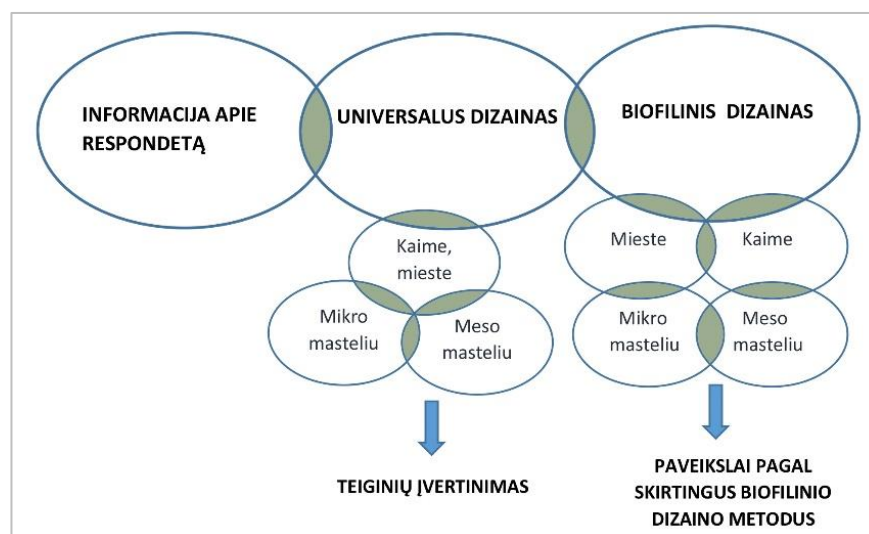 INFORMACIJA APIE
RESPONDETĄ
UNIVERSALUS DIZAINAS
BIOFILINIS DIZAINAS
Kaime,
mieste
Mikro
masteliu
Meso
masteliu
Mieste
Kaime
Mikro
masteliu
Meso
masteliu
TEIGINIŲ ĮVERTINIMAS
PAVEIKSLAI PAGAL
SKIRTINGUS BIOFILINIO
DIZAINO METODUS